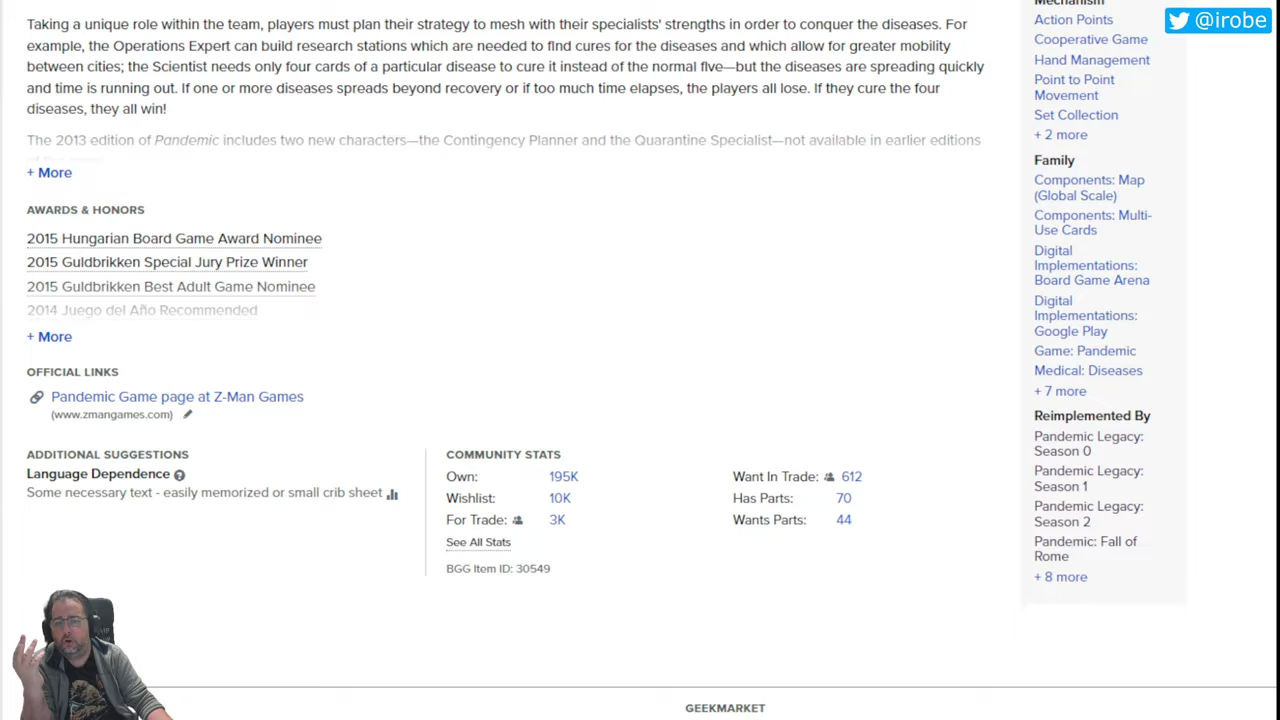 Taking a unique role within the team, players must plan their strategy to mesh with their specialists' strengths in order to conquer the diseases. For
example, the Operations Expert can build research stations which are needed to find cures for the diseases and which allow for greater mobility
between cities; the Scientist needs only four cards of a particular disease to cure it instead of the normal five—but the diseases are spreading quickly
and time is running out. If one or more diseases spreads beyond recovery or if too much time elapses, the players all lose. If they cure the four
diseases, they all win!
The 2013 edition of Pandemic includes two new characters—the Contingency Planner and the Quarantine Specialist—not available in earlier editions
+ More
AWARDS & HONORS
2015 Hungarian Board Game Award Nominee
2015 Guldbrikken Special Jury Prize Winner
2015 Guldbrikken Best Adult Game Nominee
2014 Juego del Año Recommended
+ More
OFFICIAL LINKS
Pandemic Game page at Z-Man Games
(www.zmangames.com)
ADDITIONAL SUGGESTIONS
Language Dependence
Some necessary text - easily memorized or small crib sheet
COMMUNITY STATS
Own: 195K
Wishlist: 10K
For Trade: 3K
See All Stats
BGG Item ID: 30549
Want In Trade: 612
Has Parts: 70
Wants Parts: 44
Mechanism
Action Points
Cooperative Game
Hand Management
Point to Point
Movement
Set Collection
+ 2 more
Family
Components: Map
(Global Scale)
Components: Multi-
Use Cards
Digital
Implementations:
Board Game Arena
Digital
Implementations:
Google Play
Game: Pandemic
Medical: Diseases
+ 7 more
Reimplemented By
Pandemic Legacy:
Season 0
Pandemic Legacy:
Season 1
Pandemic Legacy:
Season 2
Pandemic: Fall of
Rome
+ 8 more
@irobe
GEEKMARKET